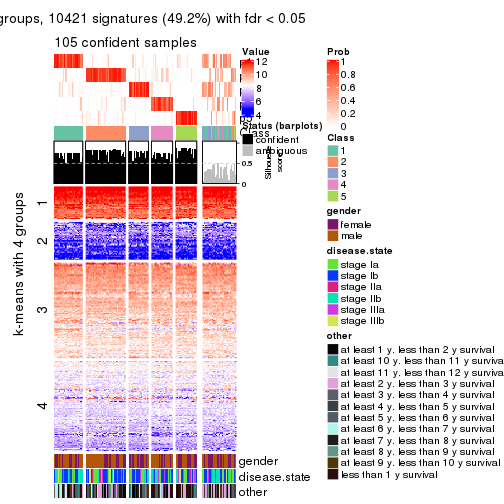 groups, 10421 signatures (49.2%) with fdr < 0.05
105 confident samples
k-means with 4 groups
1
2
3
4
Class
0.5
0
Silhouette
score
gender
disease.state
other
Value
12
10
8
6
4
Status (barplots)
confident
ambiguous
Prob
1
0.8
0.6
0.4
0.2
0
Class
1
2
3
4
5
gender
female
male
disease.state
stage Ia
stage Ib
stage IIa
stage IIb
stage IIIa
stage IIIb
other
at least 1 y. less than 2 y survival
at least 10 y. less than 11 y surviva
at least 11 y. less than 12 y surviva
at least 2 y. less than 3 y survival
at least 3 y. less than 4 y survival
at least 4 y. less than 5 y survival
at least 5 y. less than 6 y survival
at least 6 y. less than 7 y survival
at least 7 y. less than 8 y survival
at least 8 y. less than 9 y survival
at least 9 y. less than 10 y survival
less than 1 y survival